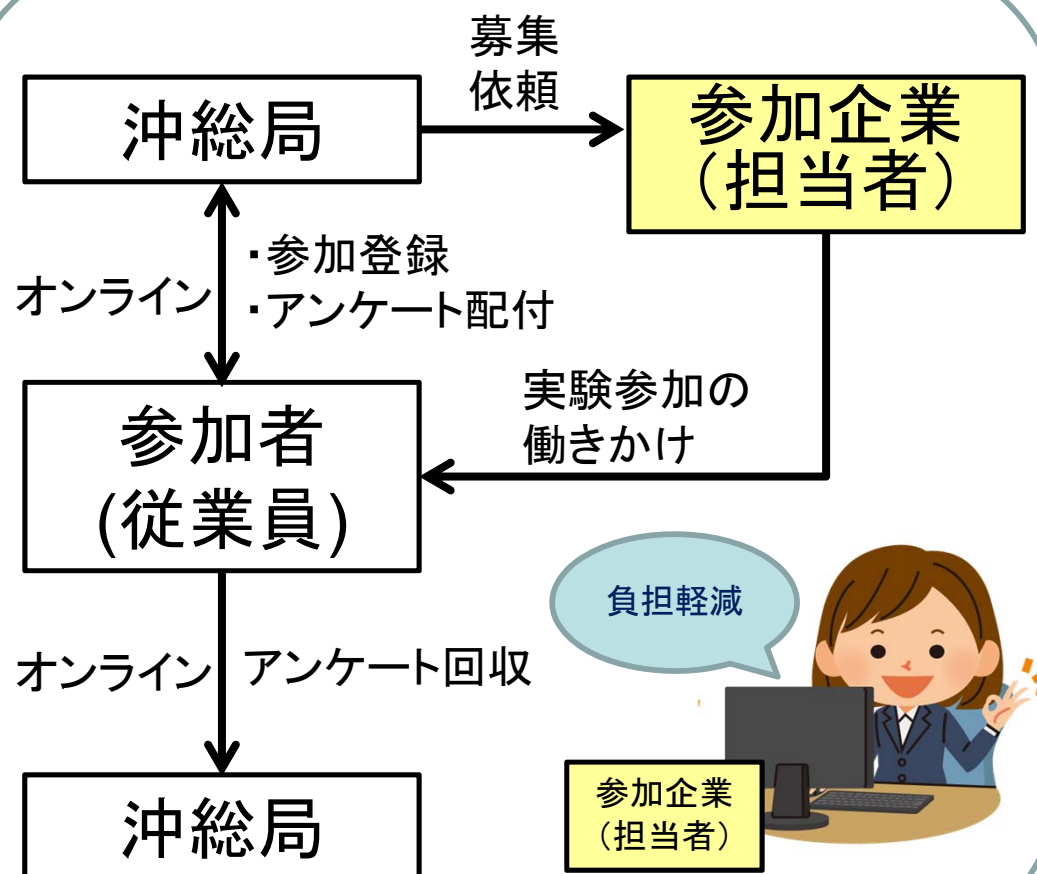 募集
依頼
沖総局
参加企業
（担当者）
オンライン
・参加登録
・アンケート配付
実験参加の
働きかけ
参加者
(従業員)
負担軽減
オンライン
アンケート回収
沖総局
参加企業
（担当者）